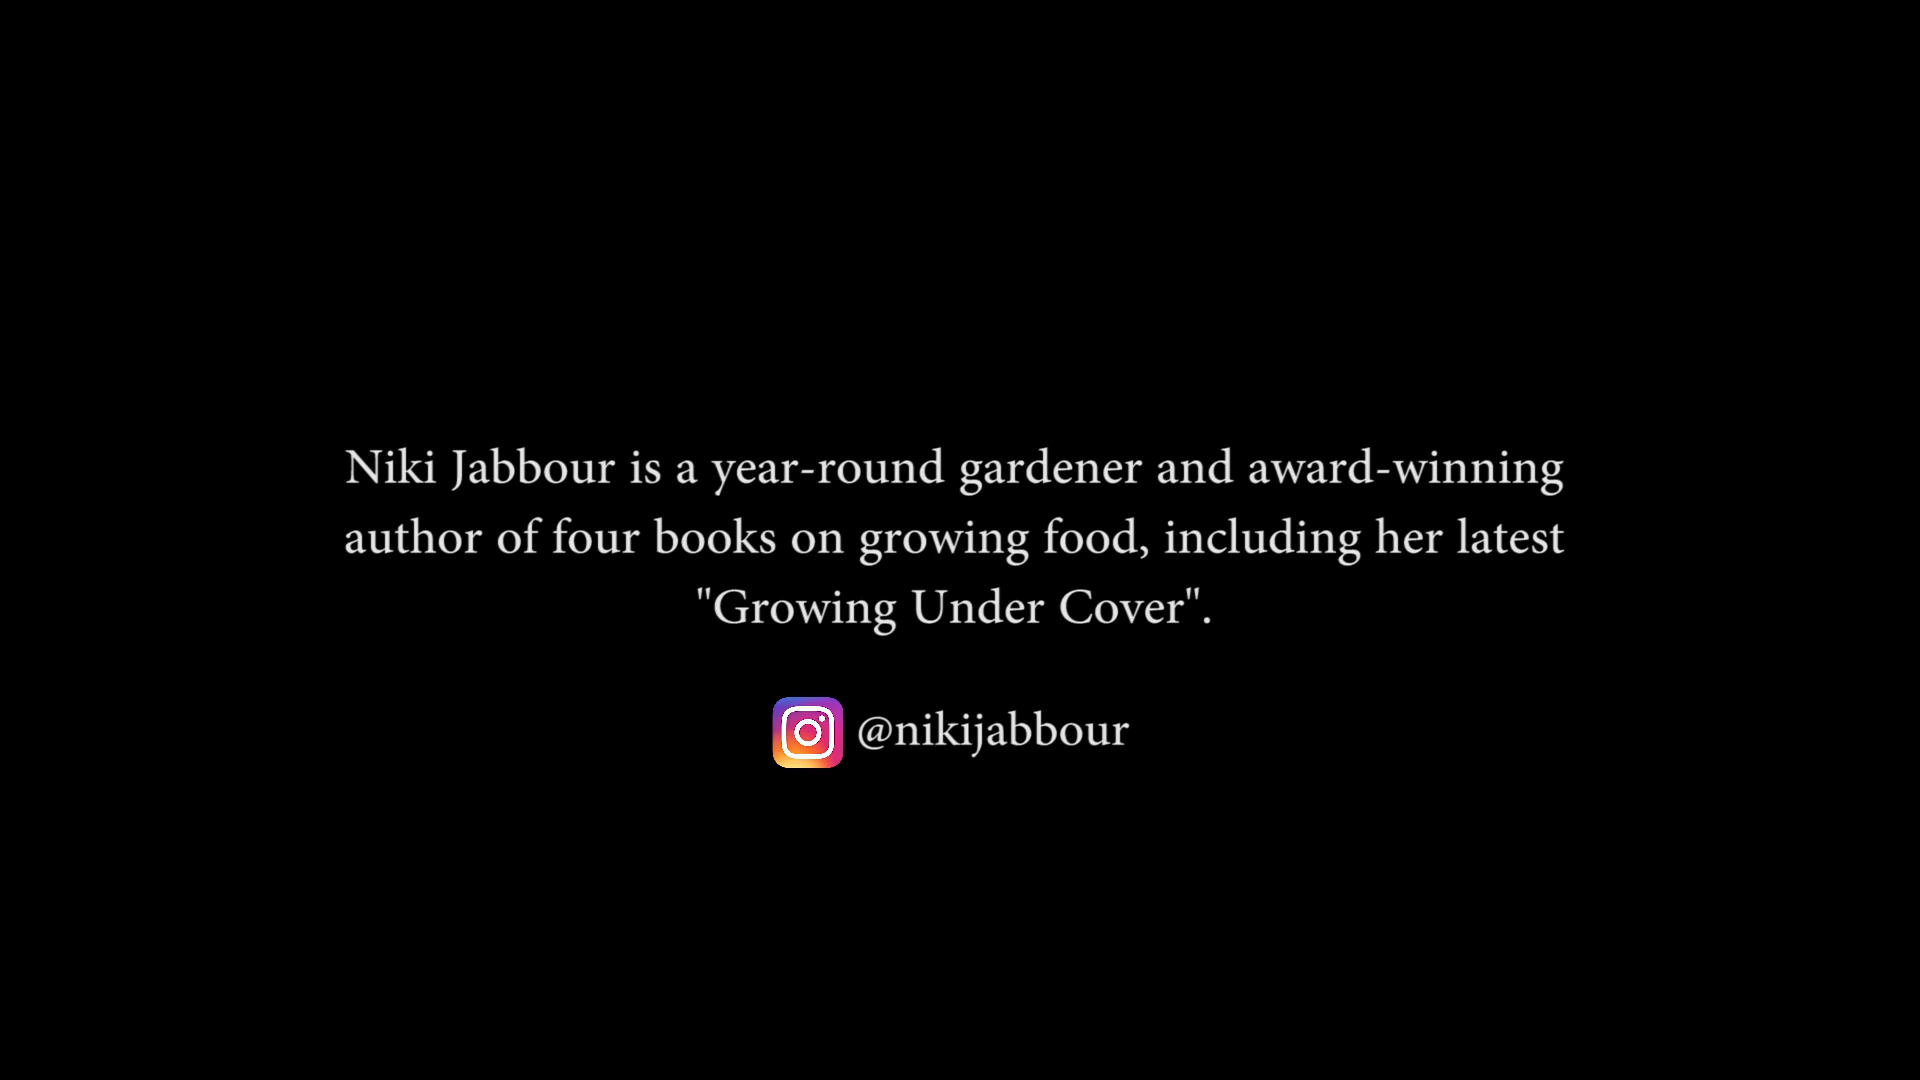 Niki Jabbour is a year-round gardener and award-winning
author of four books on growing food, including her latest
"Growing Under Cover".
@nikijabbour